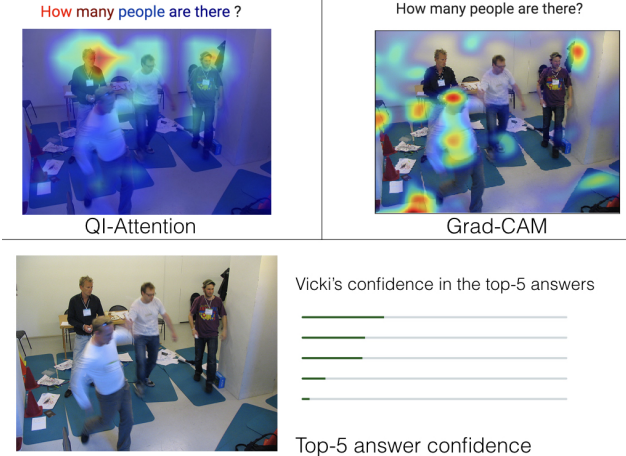 How many people are there ?
How many people are there?
QI-Attention
Grad-CAM
Vicki's confidence in the top-5 answers
Top-5 answer confidence